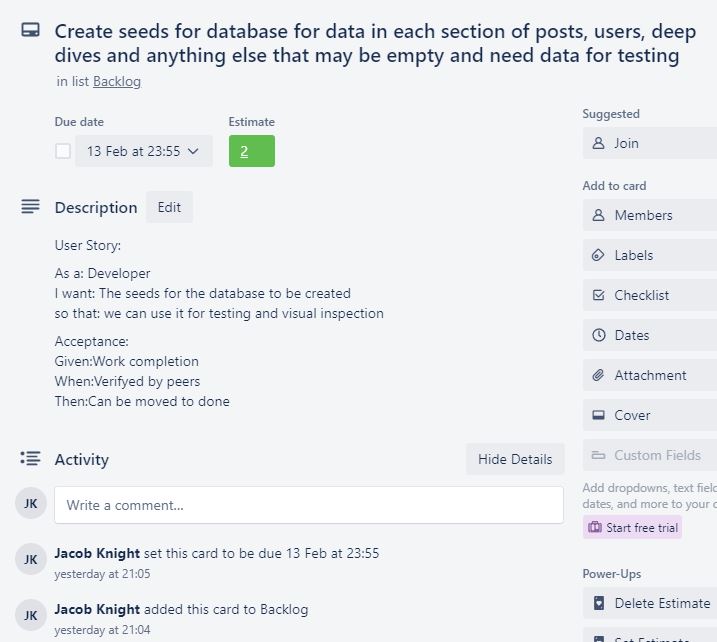 Create seeds for database for data in each section of posts, users, deep
dives and anything else that may be empty and need data for testing
in list Backlog
Due date
Estimate
13 Feb at 23:55
2
Description
Edit
User Story:
As a: Developer
I want: The seeds for the database to be created
so that: we can use it for testing and visual inspection
Acceptance:
Given:Work completion
When:Verifyed by peers
Then:Can be moved to done
Activity
Hide Details
JK
Write a comment...
JK
Jacob Knight set this card to be due 13 Feb at 23:55
yesterday at 21:05
JK
Jacob Knight added this card to Backlog
yesterday at 21:04
Suggested
Join
Add to card
Members
Labels
Checklist
Dates
Attachment
Cover
Custom Fields
Add dropdowns, text field
dates, and more to your c
Start free trial
Power-Ups
Delete Estimate
Set Estimate